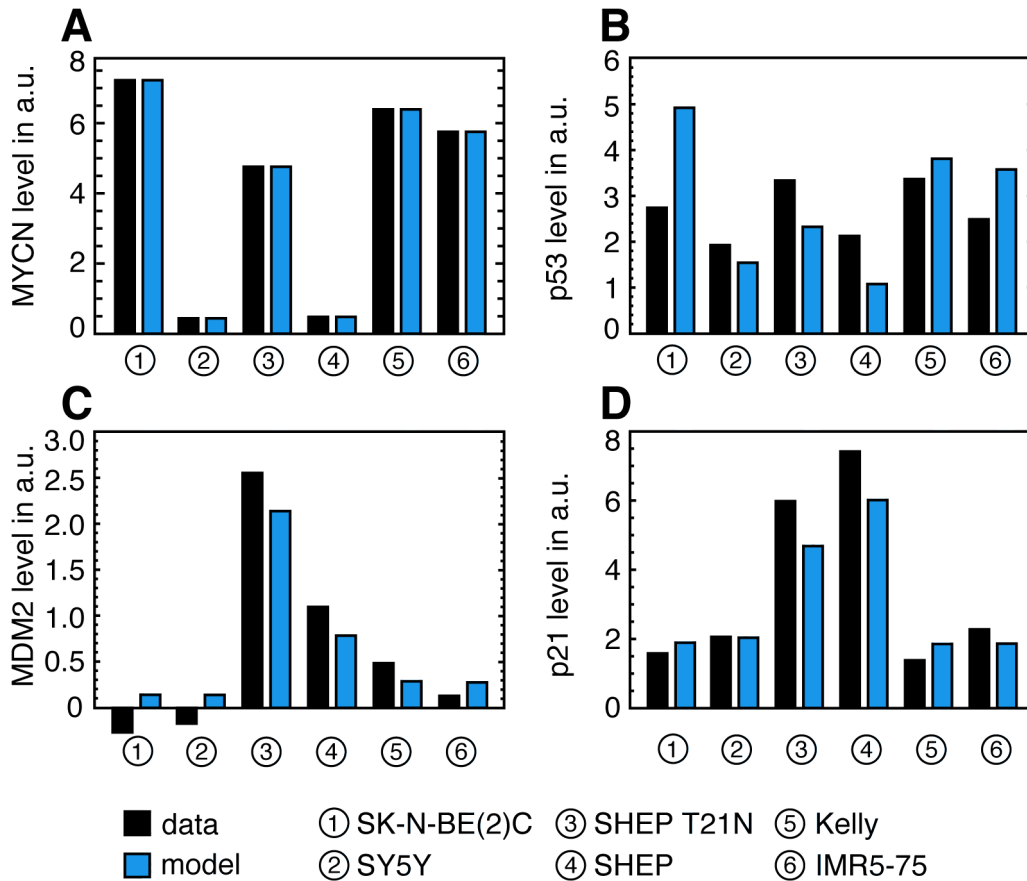 A
MYCN level in a.u.
8
6
4
2
0
① ② ③ ④ ⑤ ⑥
B
p53 level in a.u.
6
5
4
3
2
1
0
① ② ③ ④ ⑤ ⑥
C
MDM2 level in a.u.
3.0
2.5
2.0
1.5
1.0
0.5
0
① ② ③ ④ ⑤ ⑥
D
p21 level in a.u.
8
6
4
2
0
① ② ③ ④ ⑤ ⑥
data ① SK-N-BE(2)C ③ SHEP T21N ⑤ Kelly
model ② SY5Y ④ SHEP ⑥ IMR5-75